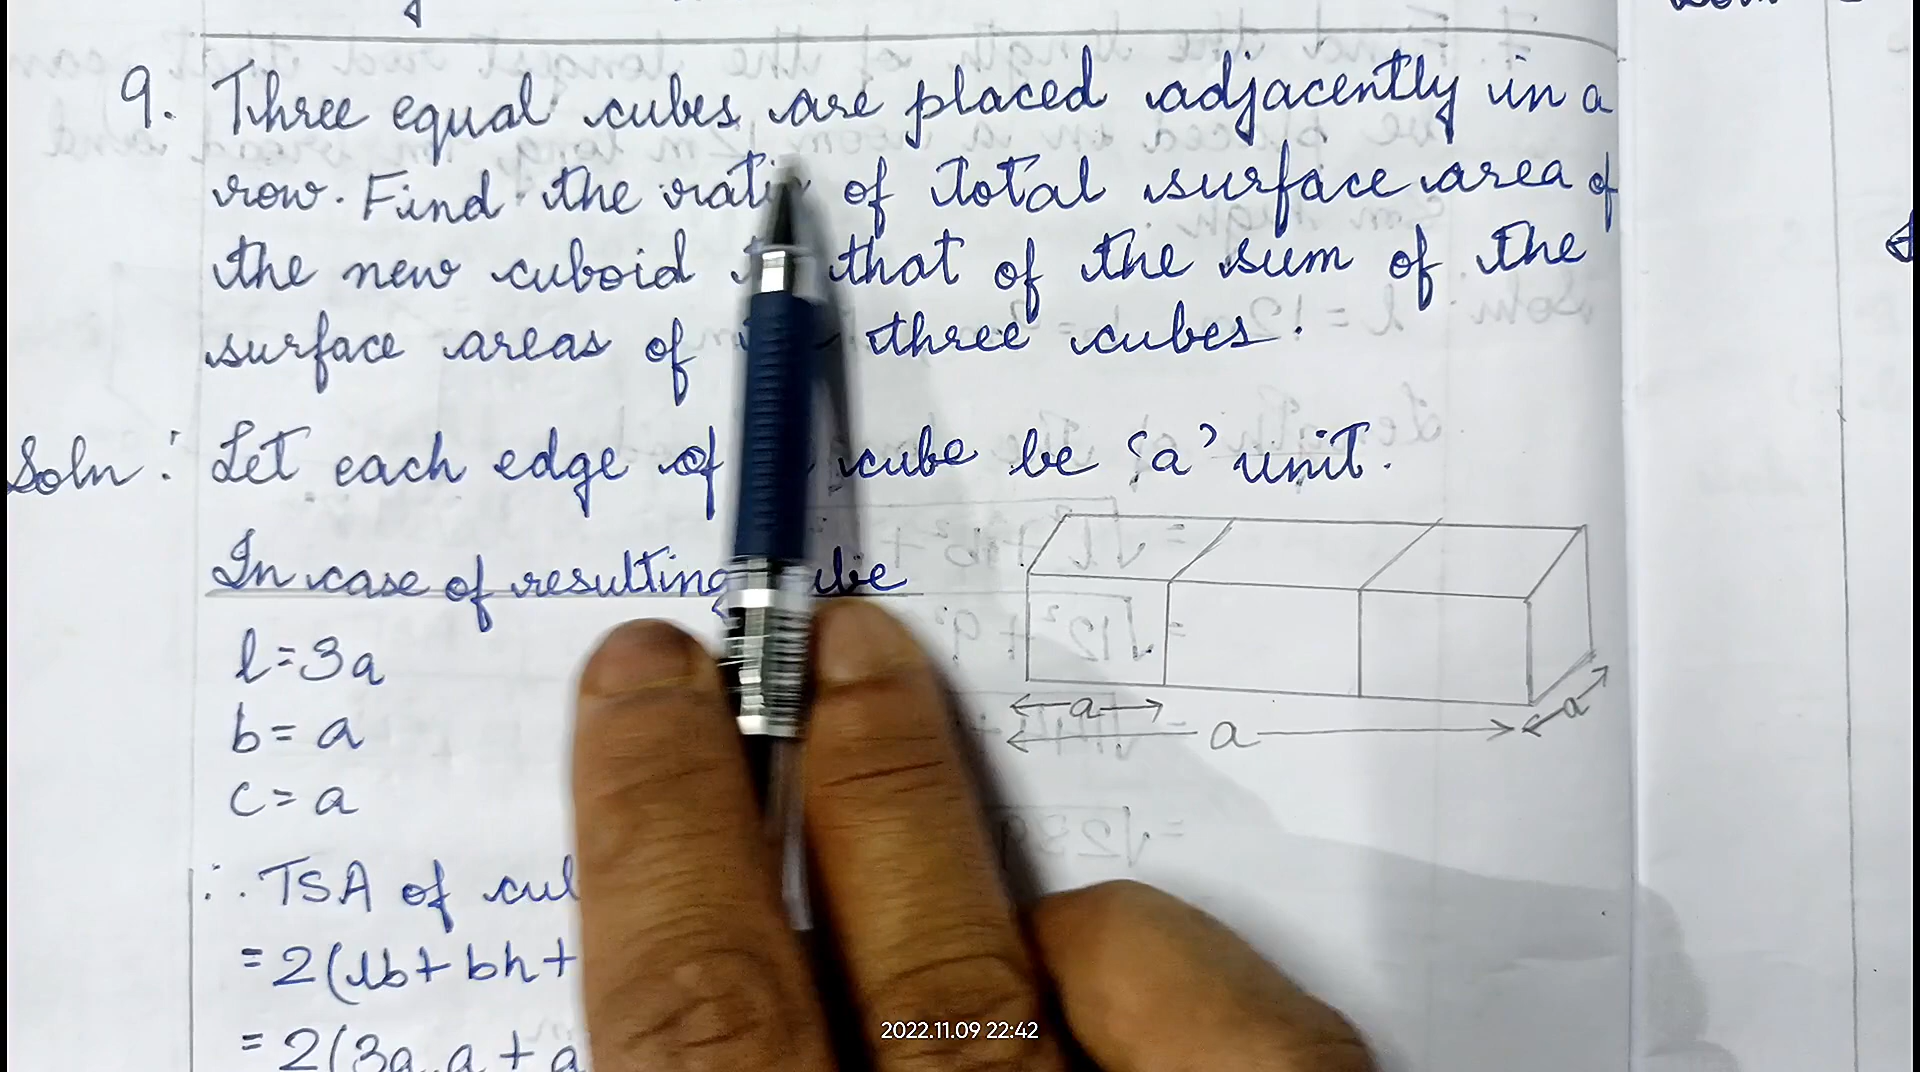 9. Three equal cubes are placed adjacently in a
row. Find the of total surface area of
the new cuboid that of the sum of the
surface areas of three cubes.
Soln: Let each edge of cube be 'a' unit.
In case of resulting
l=3a
b= a
c= a
a
a
a
∴ TSA of
=2(lb+bh+
=2(3a.a+a
2022.11.09 22:42